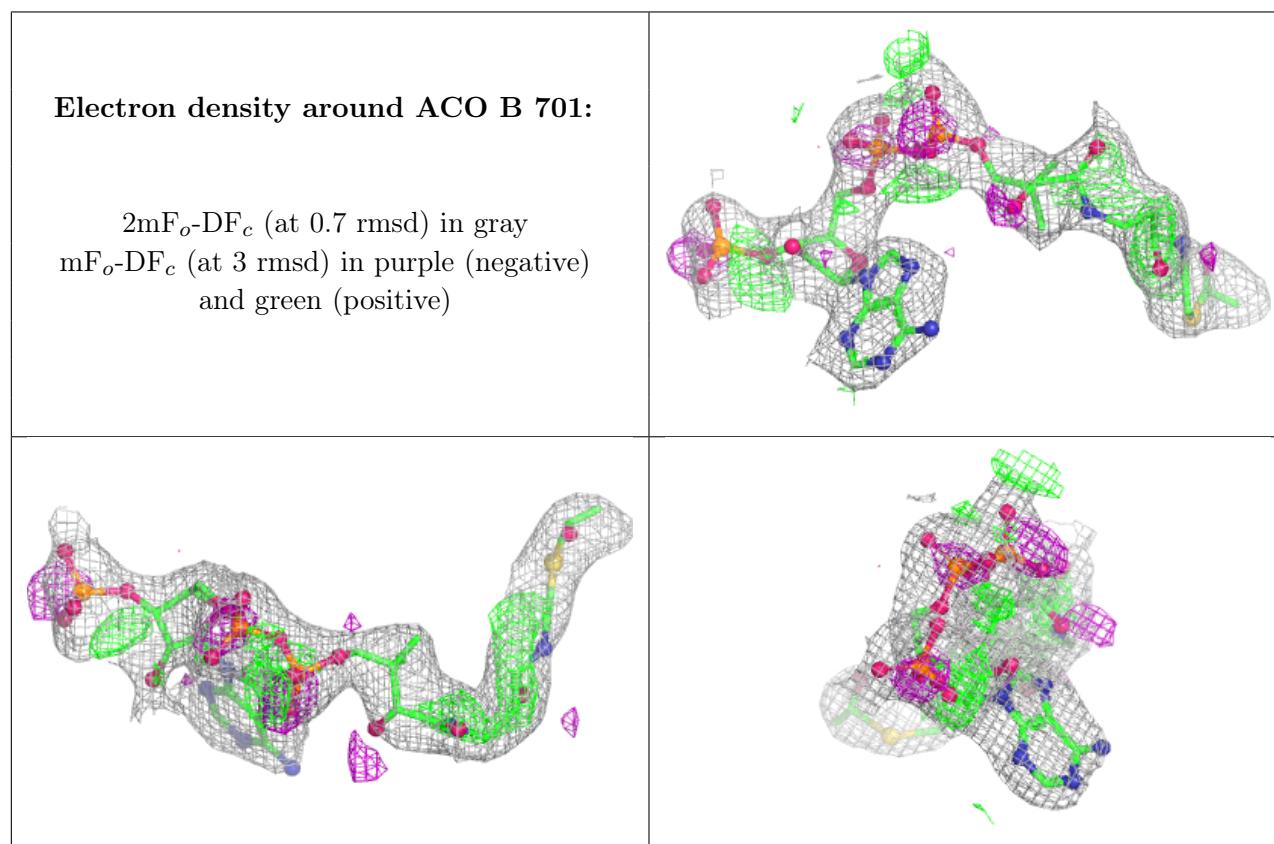 Electron density around ACO B 701:
2mFo-DFc (at 0.7 rmsd) in gray
mFo-DFc (at 3 rmsd) in purple (negative)
and green (positive)